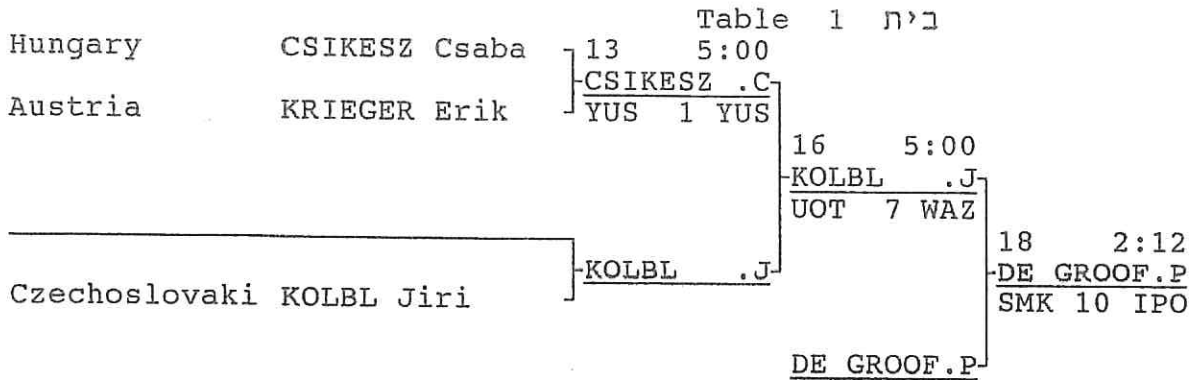 Table 1 בית
Hungary CSIKESZ Csaba 13 5:00
CSIKESZ .C
Austria KRIEGER Erik YUS 1 YUS
16 5:00
KOLBL .J
UOT 7 WAZ
18 2:12
KOLBL .J DE GROOF.P
Czechoslovaki KOLBL Jiri SMK 10 IPO
DE GROOF.P